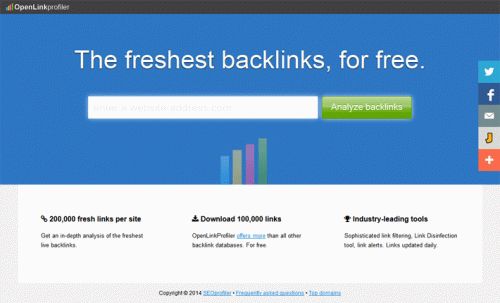 OpenLinkprofiler
The freshest backlinks, for free.
enter a website address.com
Analyze backlinks
200,000 fresh links per site
Get an in-depth analysis of the freshest
live backlinks.
Download 100,000 links
OpenLinkProfiler offers more than all other
backlink databases. For free.
Industry-leading tools
Sophisticated link filtering, Link Disinfection
tool, link alerts. Links updated daily.
Copyright © 2014 SEOprofiler • Frequently asked questions • Top domains